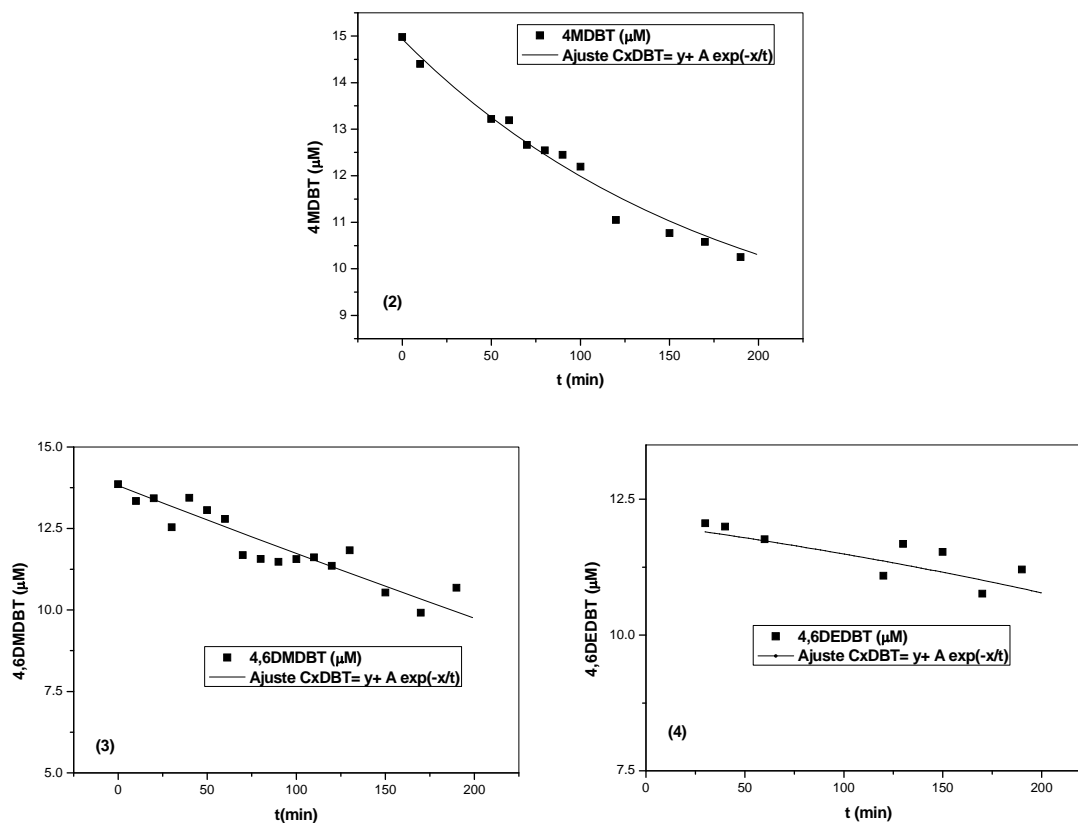 15
14
13
12
11
10
9
4MDBT (μM)
4MDBT (μM)
Ajuste CxDBT= y+ A exp(-x/t)
(2)
0 50 100 150 200
t (min)
15.0
12.5
10.0
7.5
5.0
4,6DMDBT (μM)
4,6DMDBT (μM)
Ajuste CxDBT= y+ A exp(-x/t)
(3)
0 50 100 150 200
t(min)
12.5
10.0
7.5
4,6DEDBT (μM)
4,6DEDBT (μM)
Ajuste CxDBT= y+ A exp(-x/t)
(4)
0 50 100 150 200
t (min)